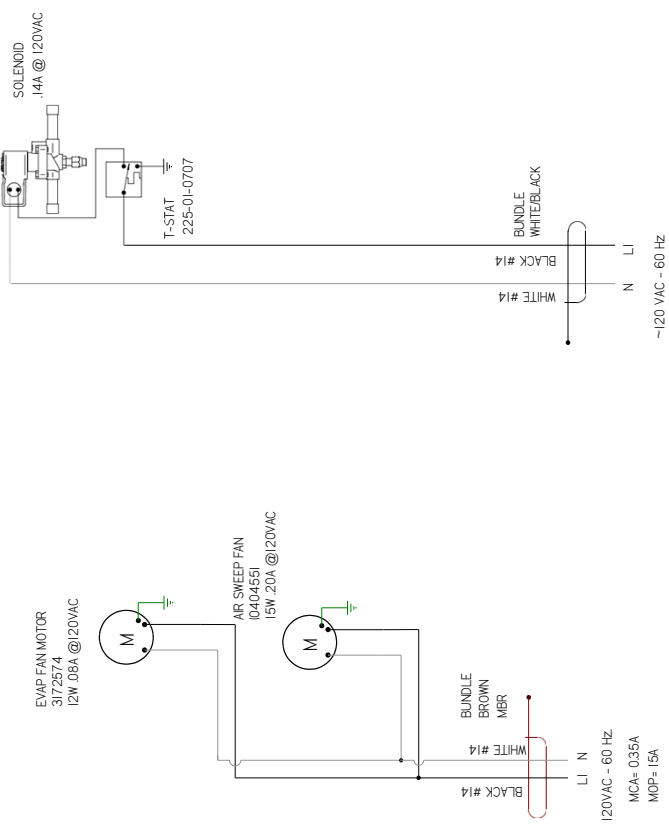 SOLENOID
.14A @ 120VAC
T-STAT
225-01-0707
BUNDLE
WHITE/BLACK
BLACK #14
WHITE #14
L1
N
~120 VAC - 60 Hz
EVAP FAN MOTOR
3172574
12W .08A @120VAC
M
AIR SWEEP FAN
10404551
15W .20A @120VAC
M
BUNDLE
BROWN
MBR
WHITE #14
BLACK #14
L1 N
120VAC - 60 Hz.
MCA= 0.35A
MOP= 15A